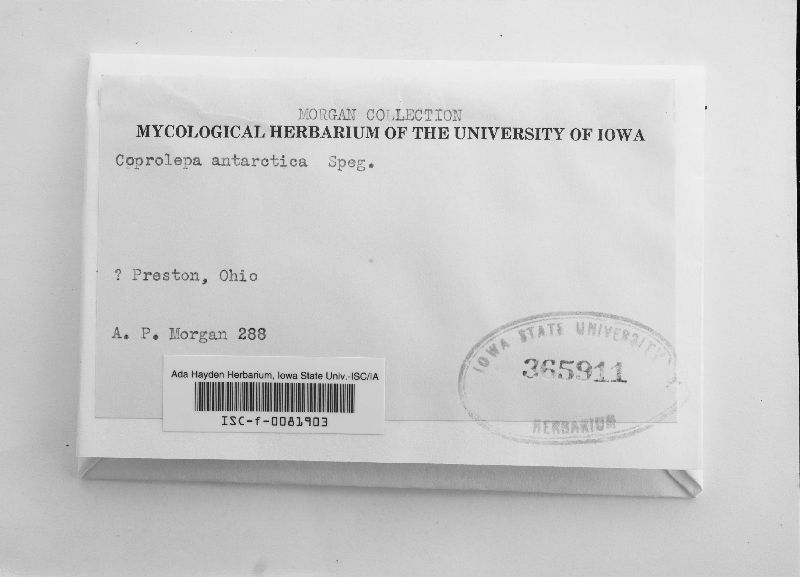 MORGAN COLLECTION
MYCOLOGICAL HERBARIUM OF THE UNIVERSITY OF IOWA
Coprolepa antarctica Speg.
? Preston, Ohio
A. P. Morgan 288
Ada Hayden Herbarium, Iowa State Univ.-ISC/IA
ISC-f-0081903
IOWA STATE UNIVERSITY
365911
HERBARIUM